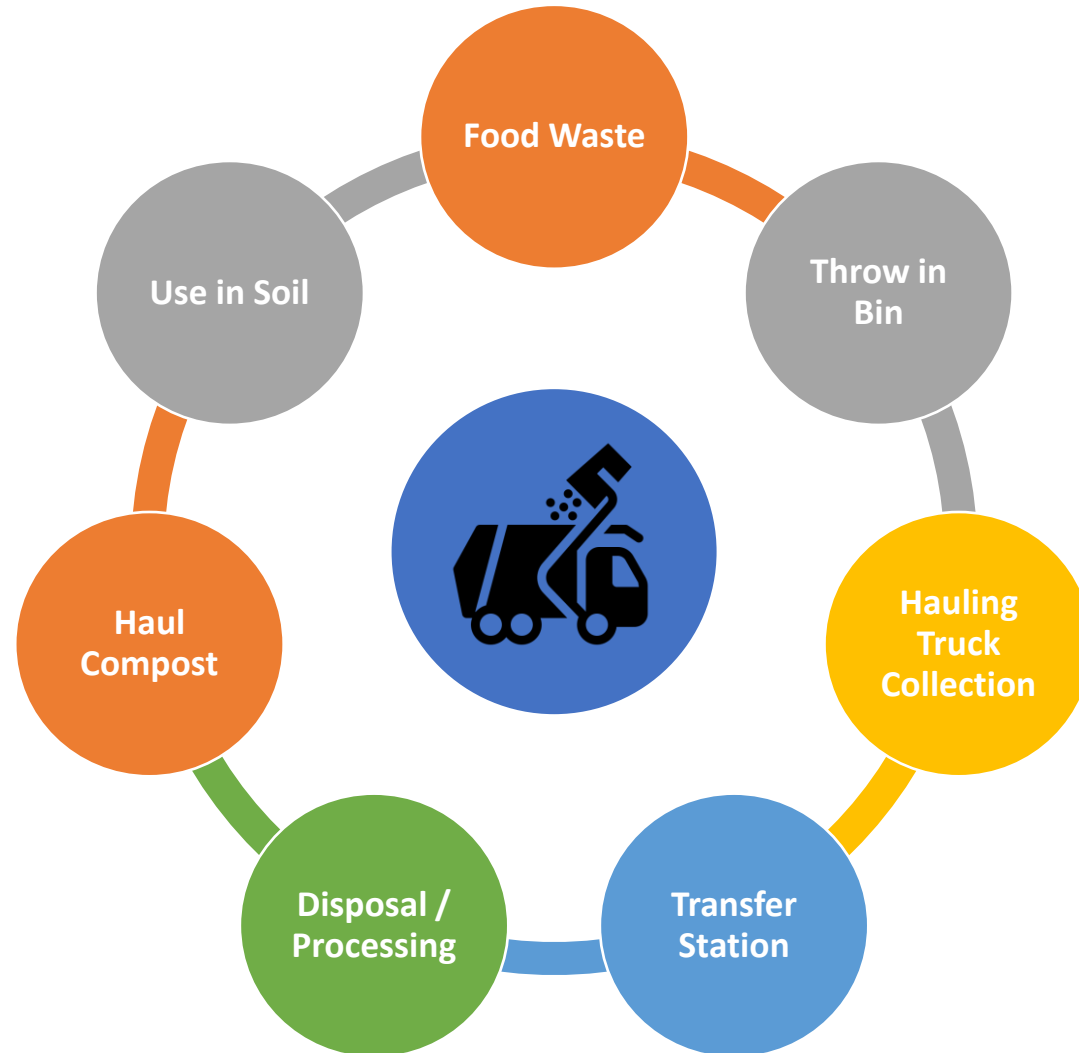 Food Waste
Throw in
Bin
Hauling
Truck
Collection
Transfer
Station
Disposal /
Processing
Haul
Compost
Use in Soil